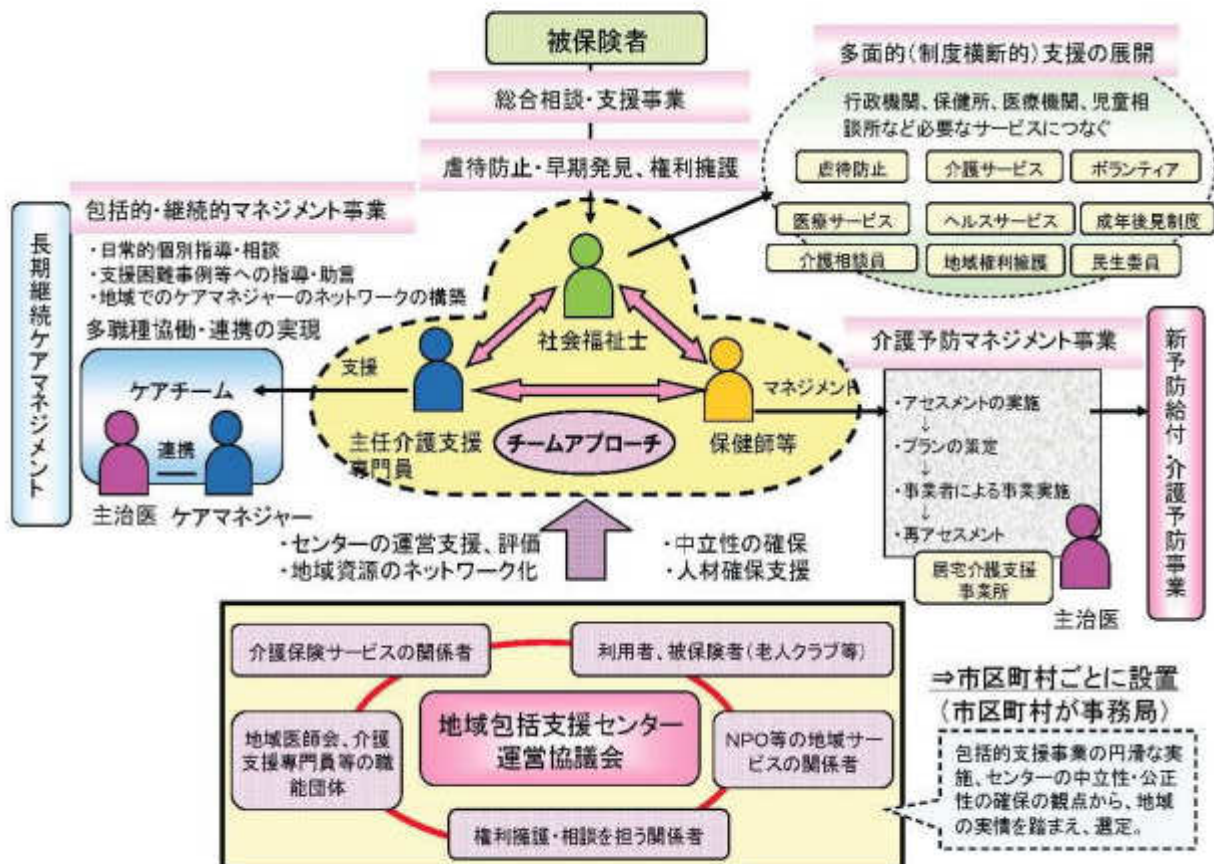 被保険者
総合相談・支援事業
虐待防止・早期発見、権利擁護
多面的(制度横断的)支援の展開
行政機関、保健所、医療機関、児童相
談所など必要なサービスにつなぐ
虐待防止
介護サービス
ボランティア
医療サービス
ヘルスサービス
成年後見制度
介護相談員
地域権利擁護
民生委員
長期継続ケアマネジメント
包括的・継続的マネジメント事業
・日常的個別指導・相談
・支援困難事例等への指導・助言
・地域でのケアマネジャーのネットワークの構築
多職種協働・連携の実現
ケアチーム
連携
主治医
ケアマネジャー
支援
社会福祉士
主任介護支援
専門員
チームアプローチ
保健師等
マネジメント
介護予防マネジメント事業
・アセスメントの実施
↓
・プランの策定
↓
・事業者による事業実施
↓
・再アセスメント
居宅介護支援
事業所
主治医
新予防給付・介護予防事業
・センターの運営支援、評価
・地域資源のネットワーク化
・中立性の確保
・人材確保支援
介護保険サービスの関係者
利用者、被保険者(老人クラブ等)
地域医師会、介護
支援専門員等の職
能団体
地域包括支援センター
運営協議会
NPO等の地域サー
ビスの関係者
権利擁護・相談を担う関係者
⇒市区町村ごとに設置
(市区町村が事務局)
包括的支援事業の円滑な実
施、センターの中立性・公正
性の確保の観点から、地域
の実情を踏まえ、選定。